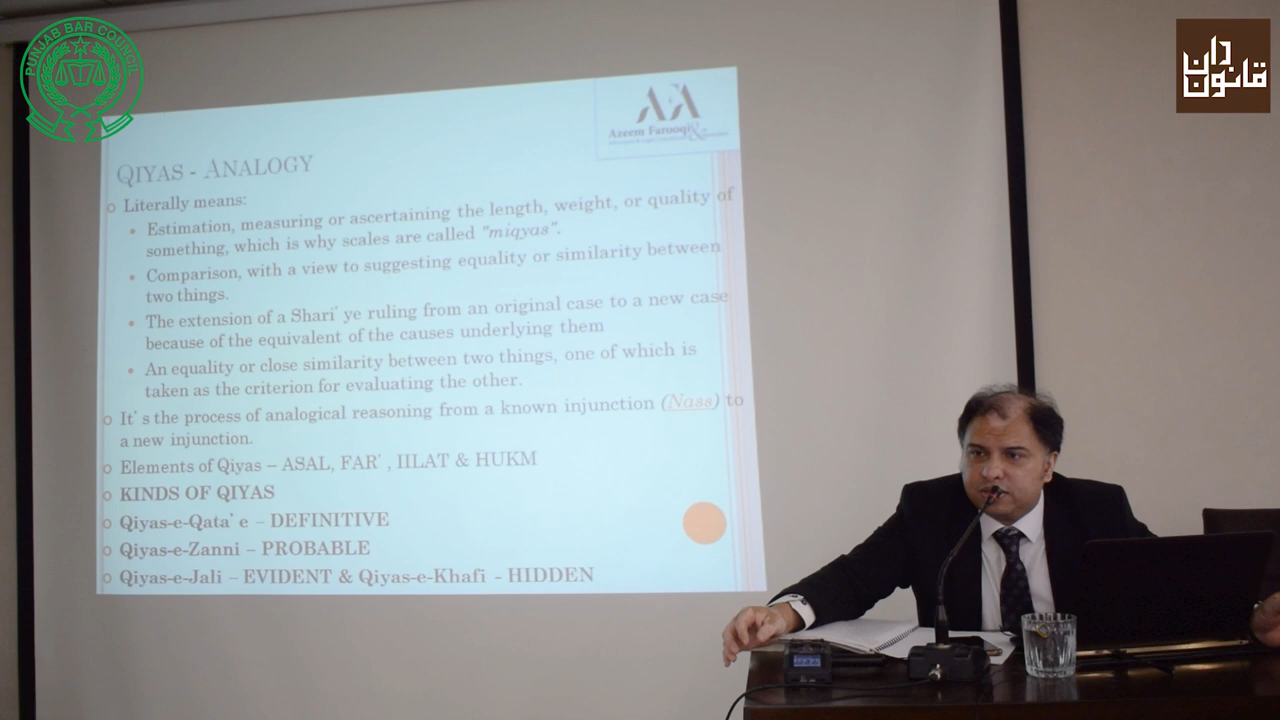 PUNJAB BAR COUNCIL
قانون دان
AFA
Azeem Farooqi &
QIYAS - ANALOGY
Literally means:
Estimation, measuring or ascertaining the length, weight, or quality of
something, which is why scales are called "miqyas".
Comparison, with a view to suggesting equality or similarity between
two things.
The extension of a Shari' ye ruling from an original case to a new case
because of the equivalent of the causes underlying them
An equality or close similarity between two things, one of which is
taken as the criterion for evaluating the other.
It' s the process of analogical reasoning from a known injunction (Nass) to
a new injunction.
Elements of Qiyas – ASAL, FAR' , IILAT & HUKM
KINDS OF QIYAS
Qiyas-e-Qata' e – DEFINITIVE
Qiyas-e-Zanni – PROBABLE
Qiyas-e-Jali – EVIDENT & Qiyas-e-Khafi - HIDDEN